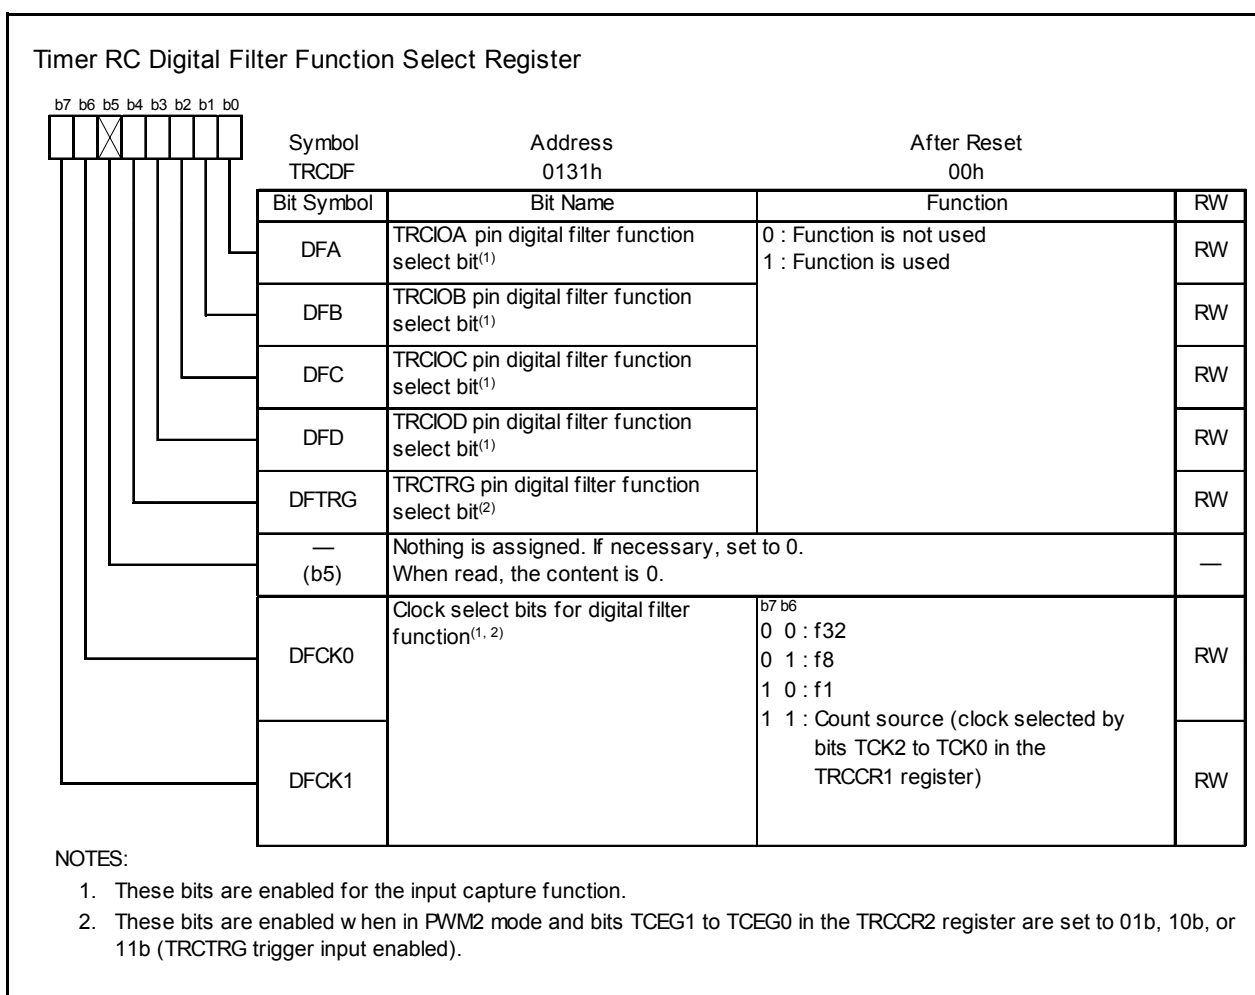 Timer RC Digital Filter Function Select Register
b7 b6 b5 b4 b3 b2 b1 b0
Symbol Address After Reset
TRCDF 0131h 00h
Bit Symbol Bit Name Function RW
DFA TRCIOA pin digital filter function select bit(1) 0 : Function is not used RW
1 : Function is used
DFB TRCIOB pin digital filter function select bit(1) RW
DFC TRCIOC pin digital filter function select bit(1) RW
DFD TRCIOD pin digital filter function select bit(1) RW
DFTRG TRCTRG pin digital filter function select bit(2) RW
— Nothing is assigned. If necessary, set to 0. —
(b5) When read, the content is 0.
DFCK0 Clock select bits for digital filter function(1, 2) b7 b6 RW
0 0 : f32
0 1 : f8
1 0 : f1
1 1 : Count source (clock selected by
bits TCK2 to TCK0 in the
DFCK1 TRCCR1 register) RW
NOTES:
1. These bits are enabled for the input capture function.
2. These bits are enabled when in PWM2 mode and bits TCEG1 to TCEG0 in the TRCCR2 register are set to 01b, 10b, or
11b (TRCTRG trigger input enabled).